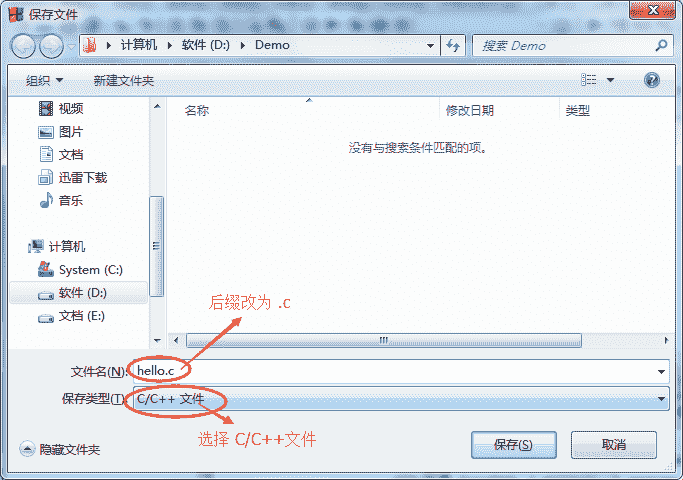 保存文件
计算机 软件 (D:) Demo
搜索 Demo
组织 新建文件夹
名称 修改日期 类型
没有与搜索条件匹配的项。
视频
图片
文档
迅雷下载
音乐
计算机
System (C:)
软件 (D:)
文档 (E:)
后缀改为 .c
文件名(N): hello.c
保存类型(T): C/C++ 文件
选择 C/C++文件
隐藏文件夹
保存(S) 取消